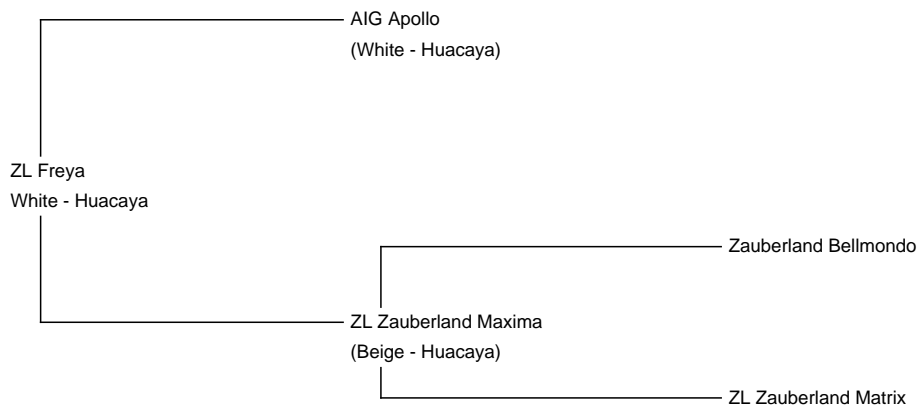 AIG Apollo
(White - Huacaya)
ZL Freya
White - Huacaya
Zauberland Bellmondo
ZL Zauberland Maxima
(Beige - Huacaya)
ZL Zauberland Matrix